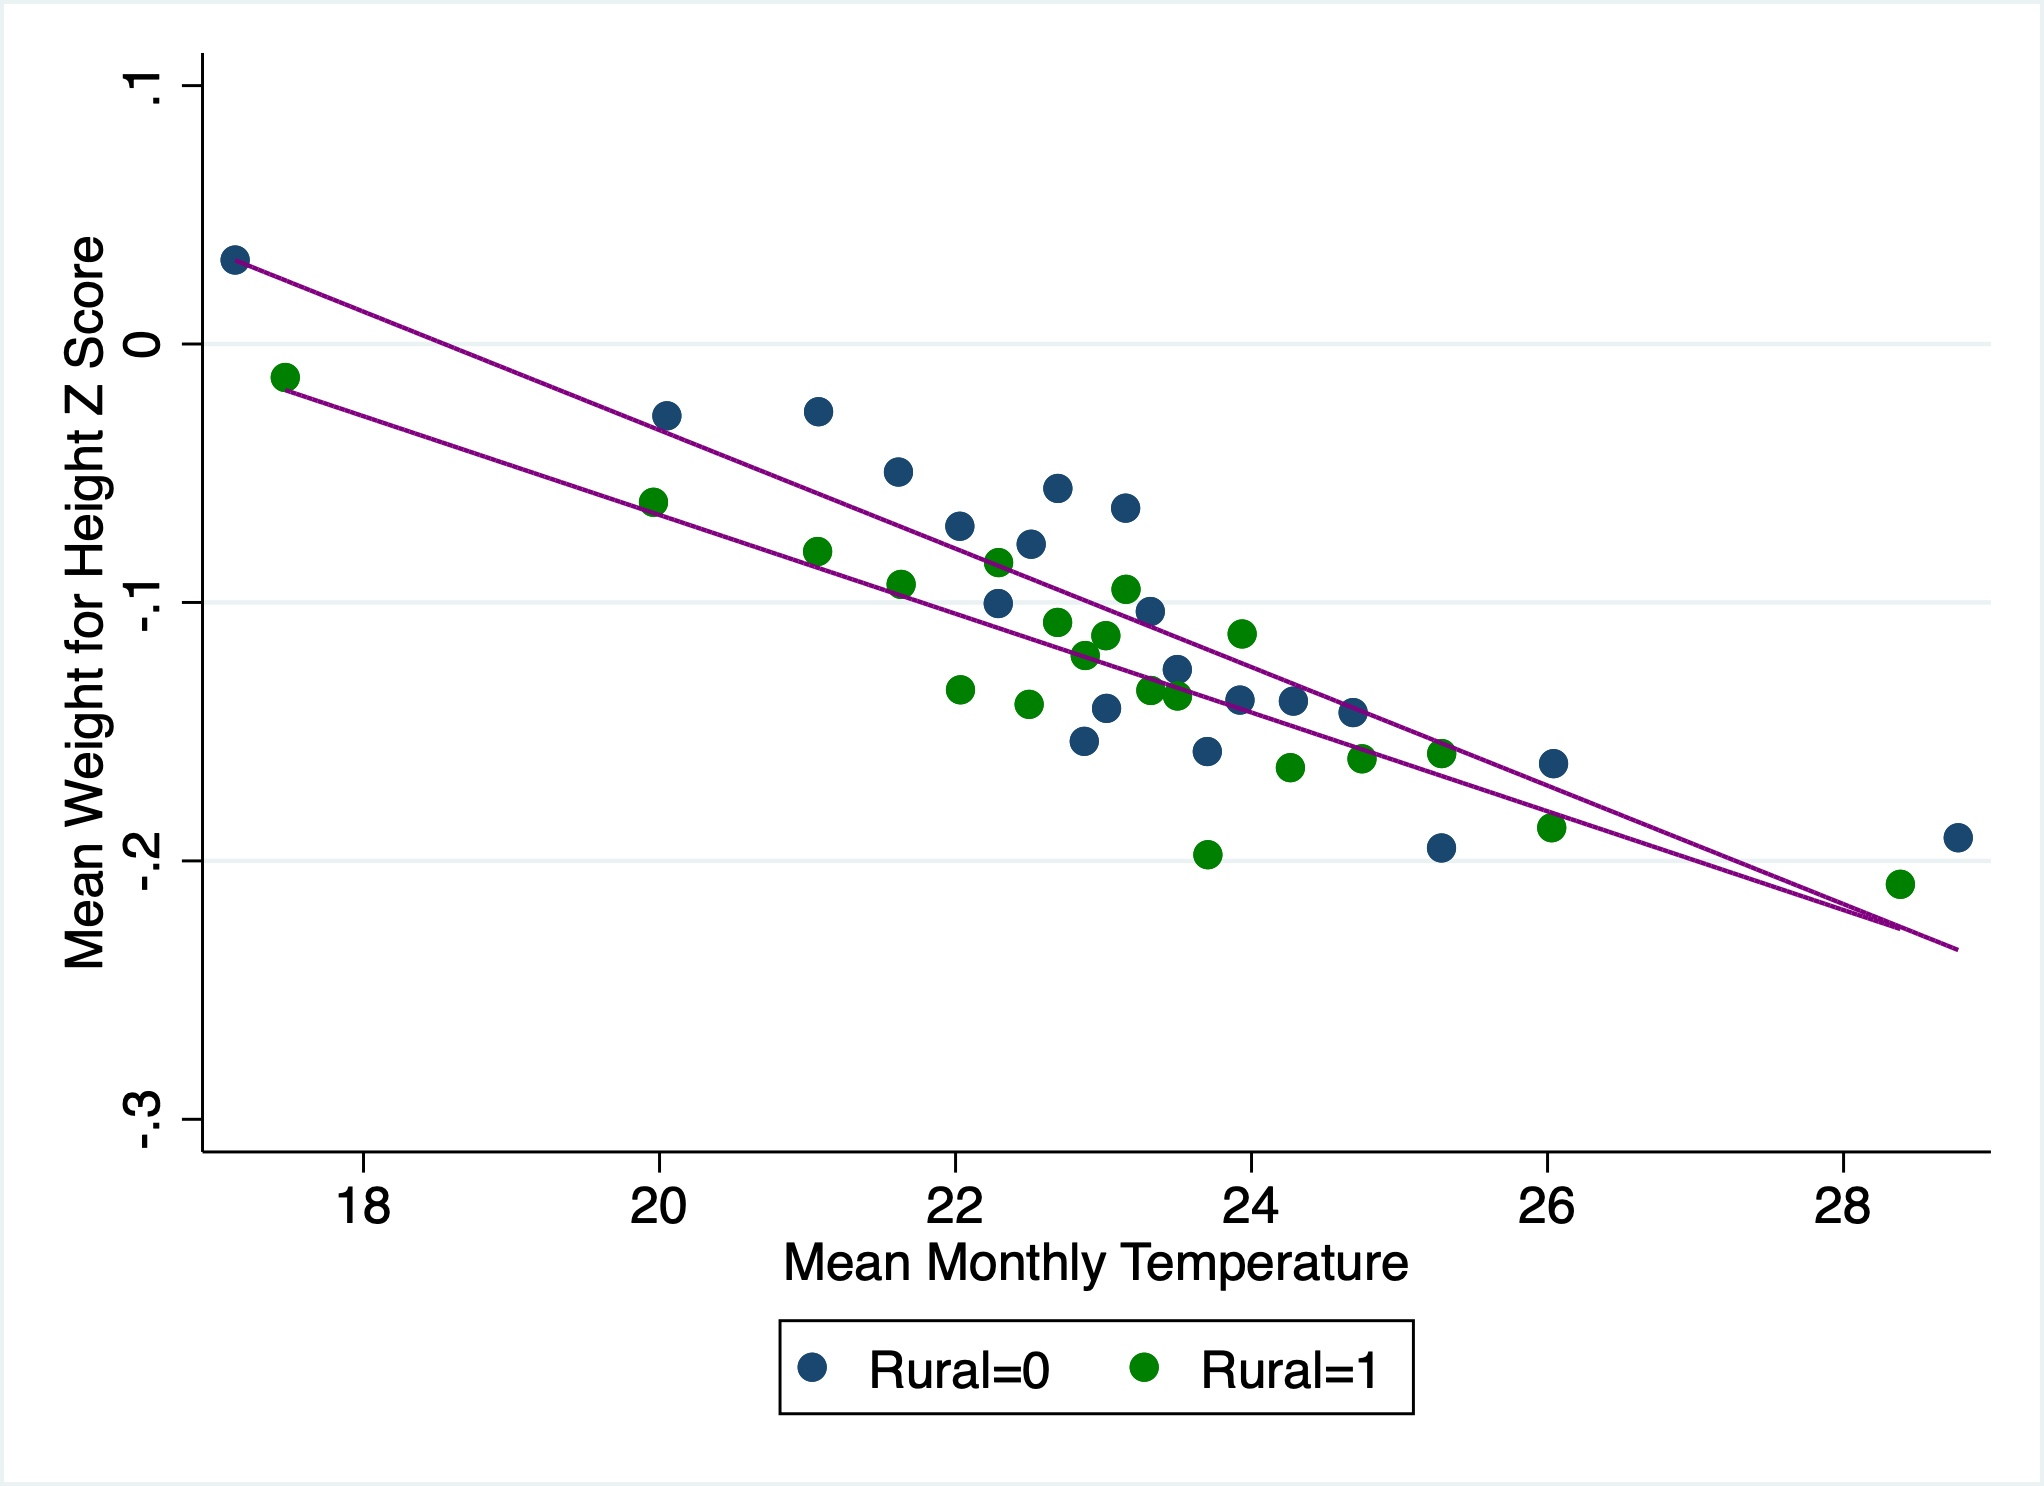 Mean Weight for Height Z Score
.1
0
-.1
-.2
-.3
18 20 22 24 26 28
Mean Monthly Temperature
Rural=0 Rural=1